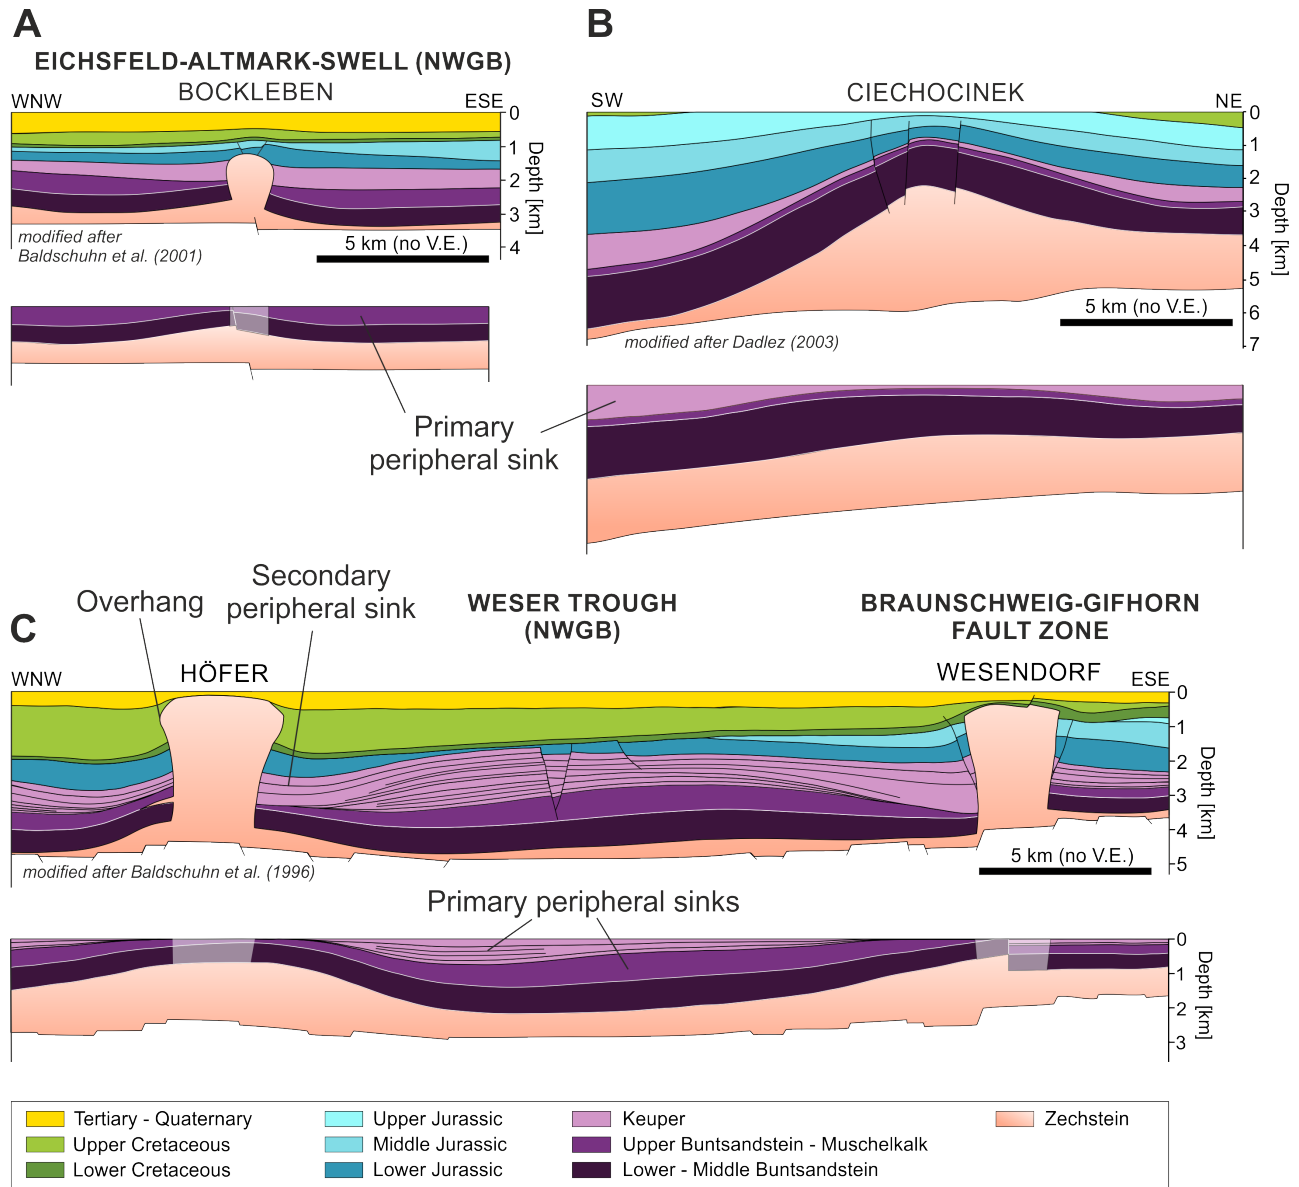 A
EICHSFELD-ALTMARK-SWELL (NWGB)
BOCKLEBEN
WNW
ESE
0
1
2
3
4
Depth [km]
modified after
Baldschuhn et al. (2001)
5 km (no V.E.)
B
CIECHOCINEK
SW
NE
0
1
2
3
4
5
6
7
Depth [km]
5 km (no V.E.)
modified after Dadlez (2003)
Primary
peripheral sink
C
Overhang
Secondary
peripheral sink
WESER TROUGH
(NWGB)
BRAUNSCHWEIG-GIFHORN
FAULT ZONE
WNW
HÖFER
WESENDORF
ESE
0
1
2
3
4
5
Depth [km]
5 km (no V.E.)
modified after Baldschuhn et al. (1996)
Primary peripheral sinks
0
1
2
3
Depth [km]
Tertiary - Quaternary
Upper Cretaceous
Lower Cretaceous
Upper Jurassic
Middle Jurassic
Lower Jurassic
Keuper
Upper Buntsandstein - Muschelkalk
Lower - Middle Buntsandstein
Zechstein